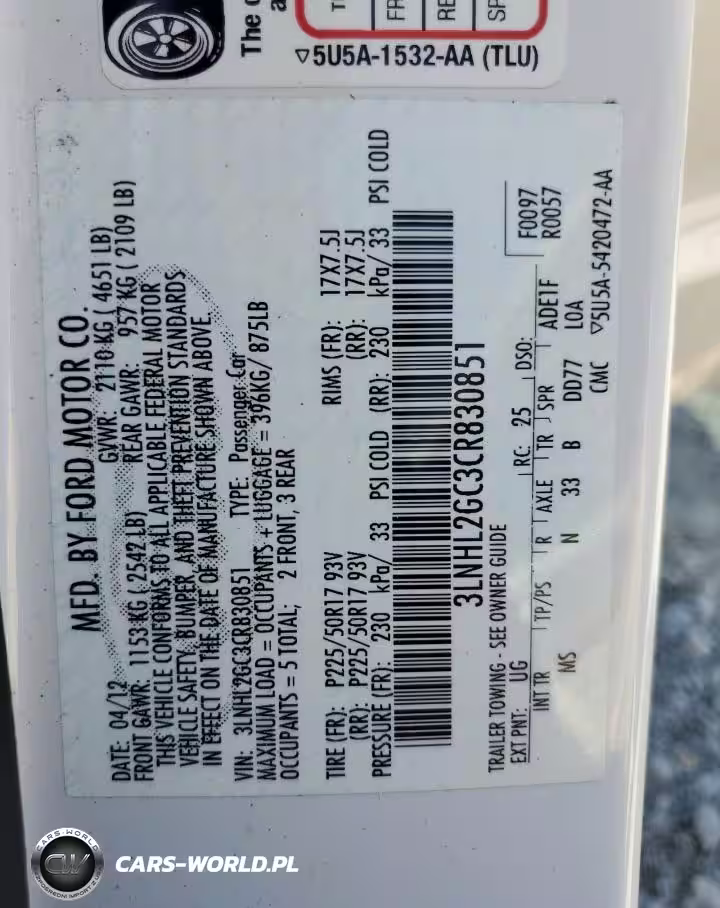 The
▽5U5A-1532-AA (TLU)
MFD. BY FORD MOTOR CO.
DATE: 04/12 GVWR: 2110 KG ( 4651 LB)
FRONT GAWR: 1153 KG ( 2542 LB) REAR GAWR: 957 KG ( 2109 LB)
THIS VEHICLE CONFORMS TO ALL APPLICABLE FEDERAL MOTOR
VEHICLE SAFETY, BUMPER, AND THEFT PREVENTION STANDARDS
IN EFFECT ON THE DATE OF MANUFACTURE SHOWN ABOVE.
VIN: 3LNHL2GC3CR830851 TYPE: Passenger Car
MAXIMUM LOAD = OCCUPANTS + LUGGAGE = 396KG/ 875LB
OCCUPANTS = 5 TOTAL; 2 FRONT, 3 REAR
TIRE (FR): P225/50R17 93V RIMS (FR): 17X7.5J
(RR): P225/50R17 93V (RR): 17X7.5J
PRESSURE (FR): 230 kPa/ 33 PSI COLD (RR): 230 kPa/ 33 PSI COLD
3LNHL2GC3CR830851
TRAILER TOWING - SEE OWNER GUIDE
EXT PNT: UG RC: 25 DSO: F0097
R0057
INT TR TP/PS R AXLE TR SPR ADE1F
MS N 33 B DD77 L0A
CMC ▽5U5A-5420472-AA
CARS-WORLD
CW
CARS-WORLD.PL